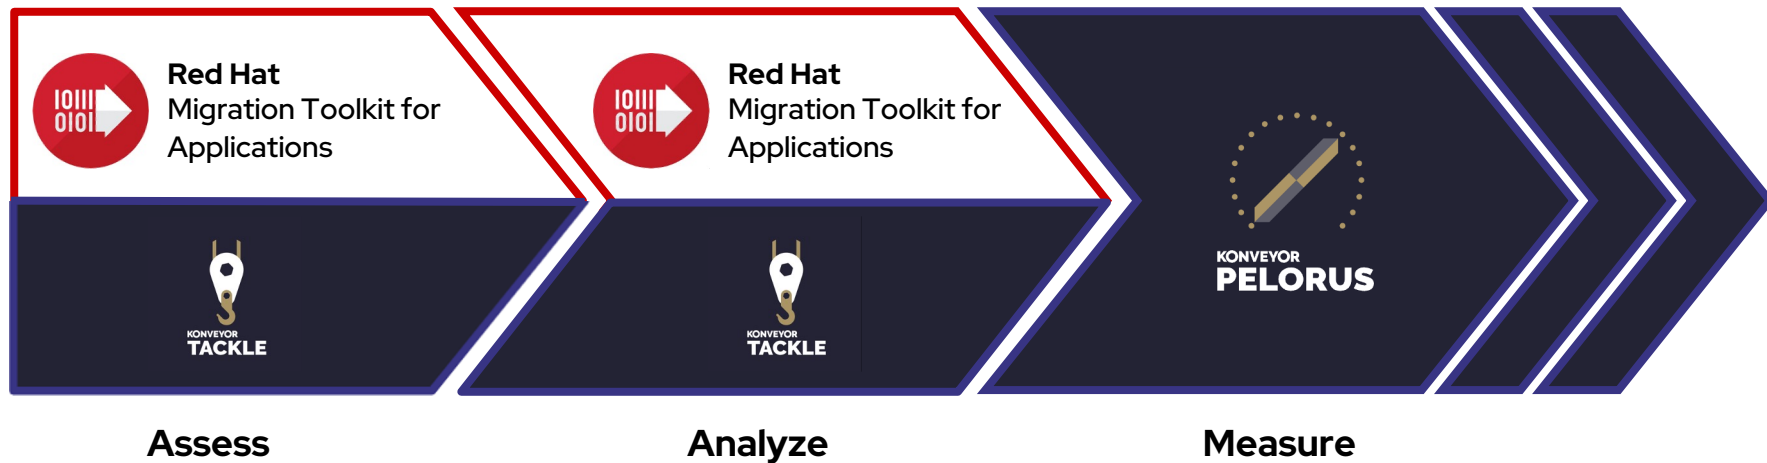 Red Hat
Migration Toolkit for
Applications
KONVEYOR
TACKLE
Assess
Red Hat
Migration Toolkit for
Applications
KONVEYOR
TACKLE
Analyze
KONVEYOR
PELORUS
Measure